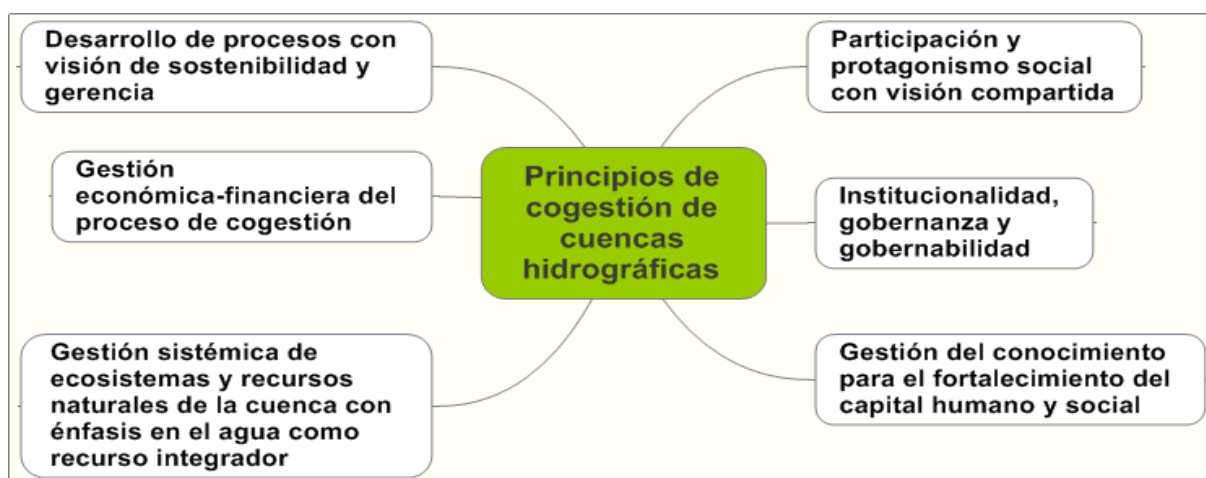 Desarrollo de procesos con
visión de sostenibilidad y
gerencia
Participación y
protagonismo social
con visión compartida
Gestión
económica-financiera del
proceso de cogestión
Principios de
cogestión de
cuencas
hidrográficas
Institucionalidad,
gobernanza y
gobernabilidad
Gestión sistémica de
ecosistemas y recursos
naturales de la cuenca con
énfasis en el agua como
recurso integrador
Gestión del conocimiento
para el fortalecimiento del
capital humano y social